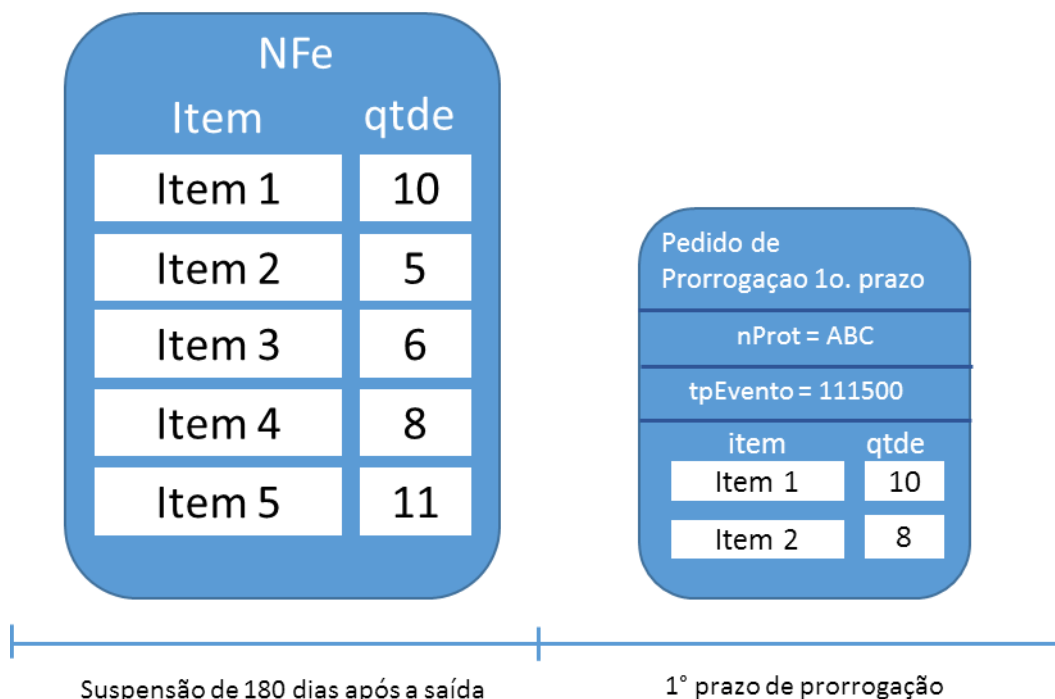 NFe
Item qtde
Item 1 10
Item 2 5
Item 3 6
Item 4 8
Item 5 11
Pedido de
Prorrogaçao 1o. prazo
nProt = ABC
tpEvento = 111500
item qtde
Item 1 10
Item 2 8
Suspensão de 180 dias após a saída
1° prazo de prorrogação